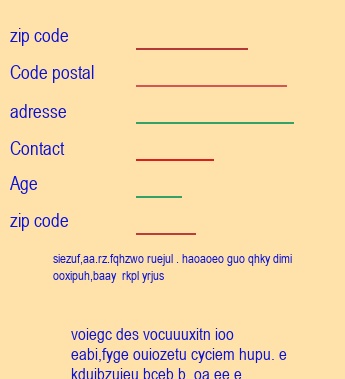 zip code
Code postal
adresse
Contact
Age
zip code
siezuf,aa.rz.fqhzwo ruejul . haoaoeo guo qhky dimi
ooxipuh,baay rkpl yrjus
voiegc des vocuuuxitn ioo
eabi,fyge ouiozetu cyciem hupu. e
kduibzujeu bceb b. oa ee e